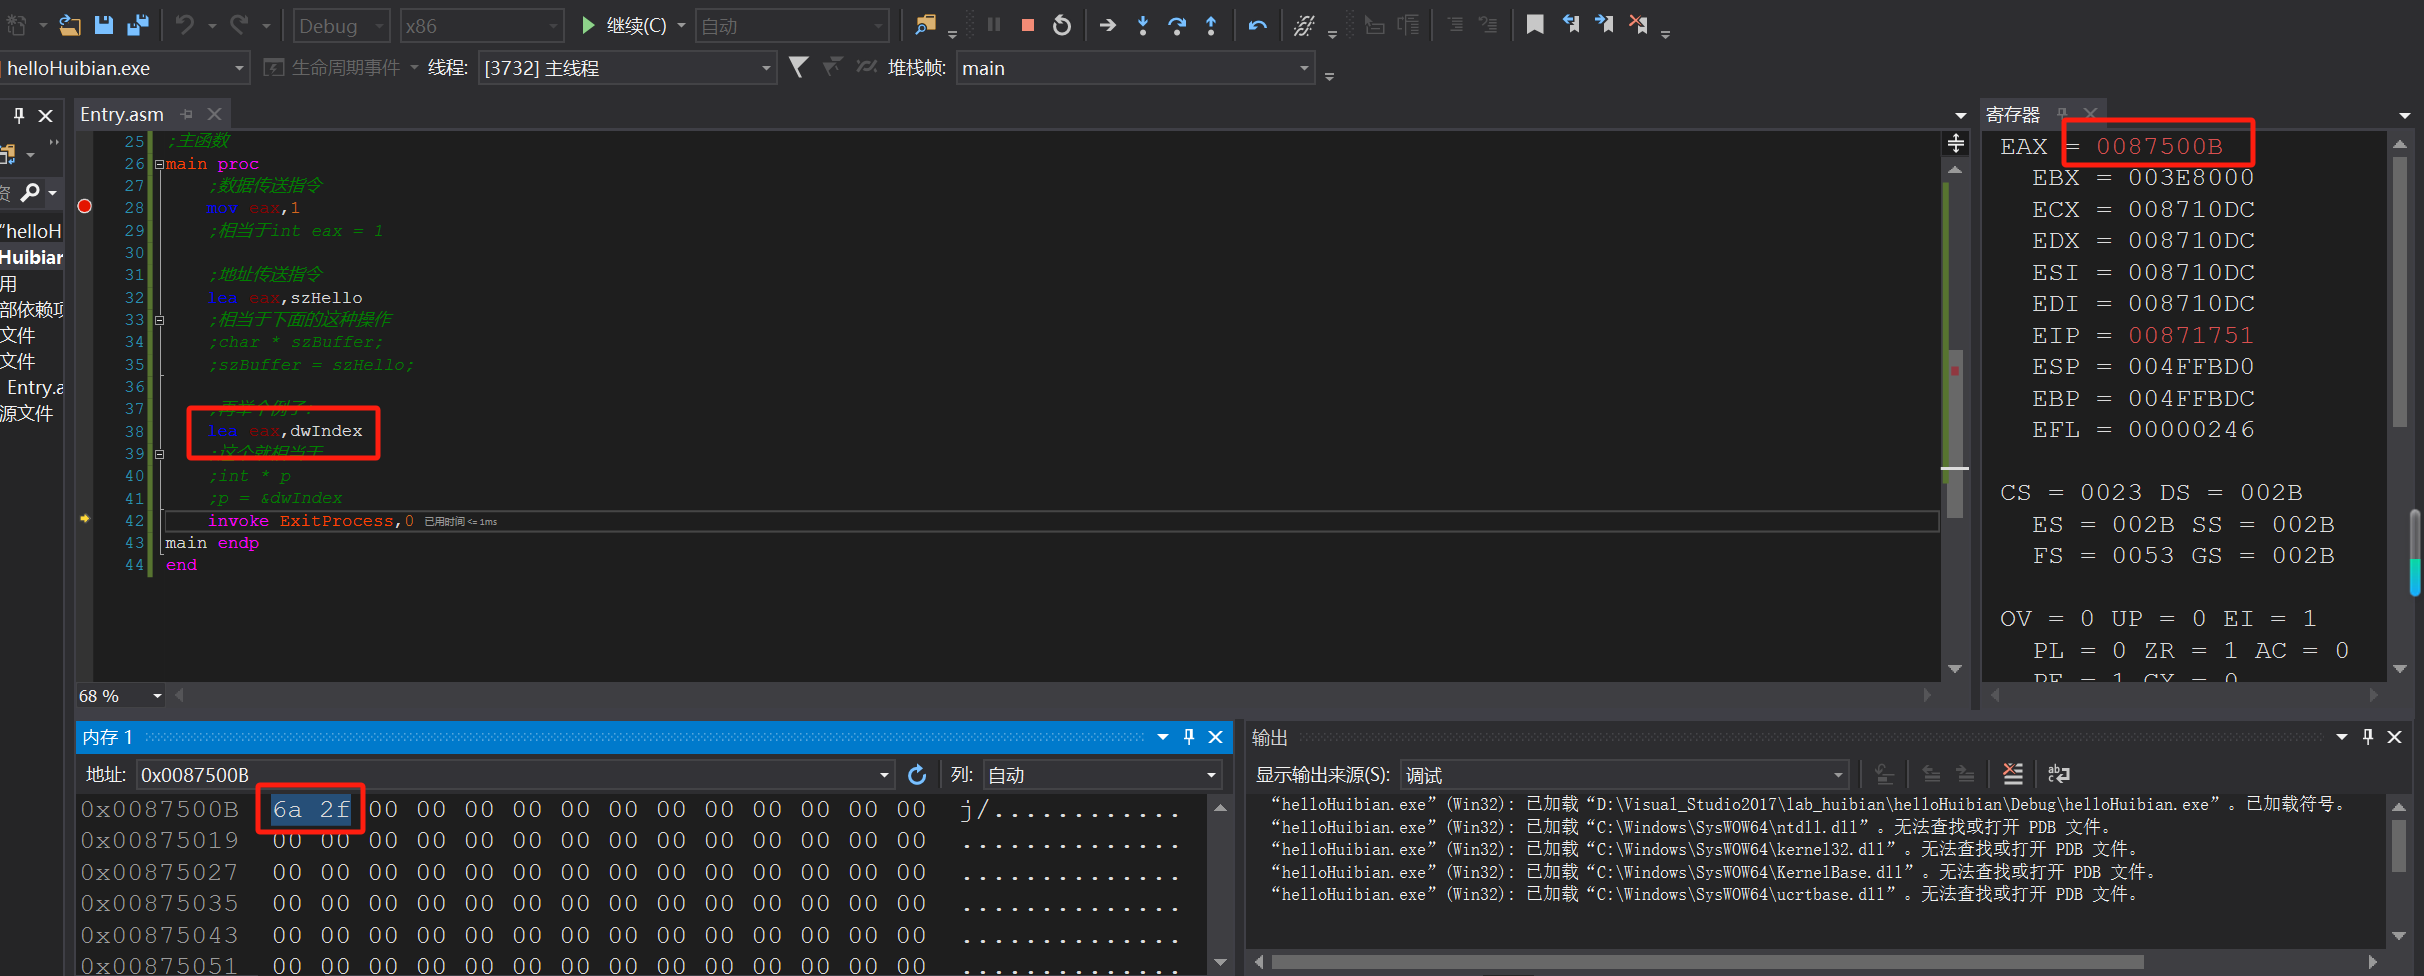 Debug x86 继续(C) 自动
helloHuibian.exe 生命周期事件 线程: [3732] 主线程 堆栈帧: main
Entry.asm
25 ;主函数
26 main proc
27 ;数据传送指令
28 mov eax,1
29 ;相当于int eax = 1
30
31 ;地址传送指令
32 lea eax,szHello
33 ;相当于下面的这种操作
34 ;char * szBuffer;
35 ;szBuffer = szHello;
36
37 ;再举个例子:
38 lea eax,dwIndex
39 ;这个就相当于
40 ;int * p
41 ;p = &dwIndex
42 invoke ExitProcess,0 已用时间 <= 1ms
43 main endp
44 end
68 %
资
"helloH
Huibian
用
部依赖项
文件
文件
Entry.a
源文件
寄存器
EAX = 0087500B
EBX = 003E8000
ECX = 008710DC
EDX = 008710DC
ESI = 008710DC
EDI = 008710DC
EIP = 00871751
ESP = 004FFBD0
EBP = 004FFBDC
EFL = 00000246
CS = 0023 DS = 002B
ES = 002B SS = 002B
FS = 0053 GS = 002B
OV = 0 UP = 0 EI = 1
PL = 0 ZR = 1 AC = 0
PE = 1 CY = 0
内存 1
地址: 0x0087500B 列: 自动
0x0087500B 6a 2f 00 00 00 00 00 00 00 00 00 00 00 00 j/............
0x00875019 00 00 00 00 00 00 00 00 00 00 00 00 00 00 ..............
0x00875027 00 00 00 00 00 00 00 00 00 00 00 00 00 00 ..............
0x00875035 00 00 00 00 00 00 00 00 00 00 00 00 00 00 ..............
0x00875043 00 00 00 00 00 00 00 00 00 00 00 00 00 00 ..............
0x00875051 00 00 00 00 00 00 00 00 00 00 00 00 00 00 ..............
输出
显示输出来源(S): 调试
“helloHuibian.exe”(Win32): 已加载“D:\Visual_Studio2017\lab_huibian\helloHuibian\Debug\helloHuibian.exe”。已加载符号。
“helloHuibian.exe”(Win32): 已加载“C:\Windows\SysWOW64\ntdll.dll”。无法查找或打开 PDB 文件。
“helloHuibian.exe”(Win32): 已加载“C:\Windows\SysWOW64\kernel32.dll”。无法查找或打开 PDB 文件。
“helloHuibian.exe”(Win32): 已加载“C:\Windows\SysWOW64\KernelBase.dll”。无法查找或打开 PDB 文件。
“helloHuibian.exe”(Win32): 已加载“C:\Windows\SysWOW64\ucrtbase.dll”。无法查找或打开 PDB 文件。